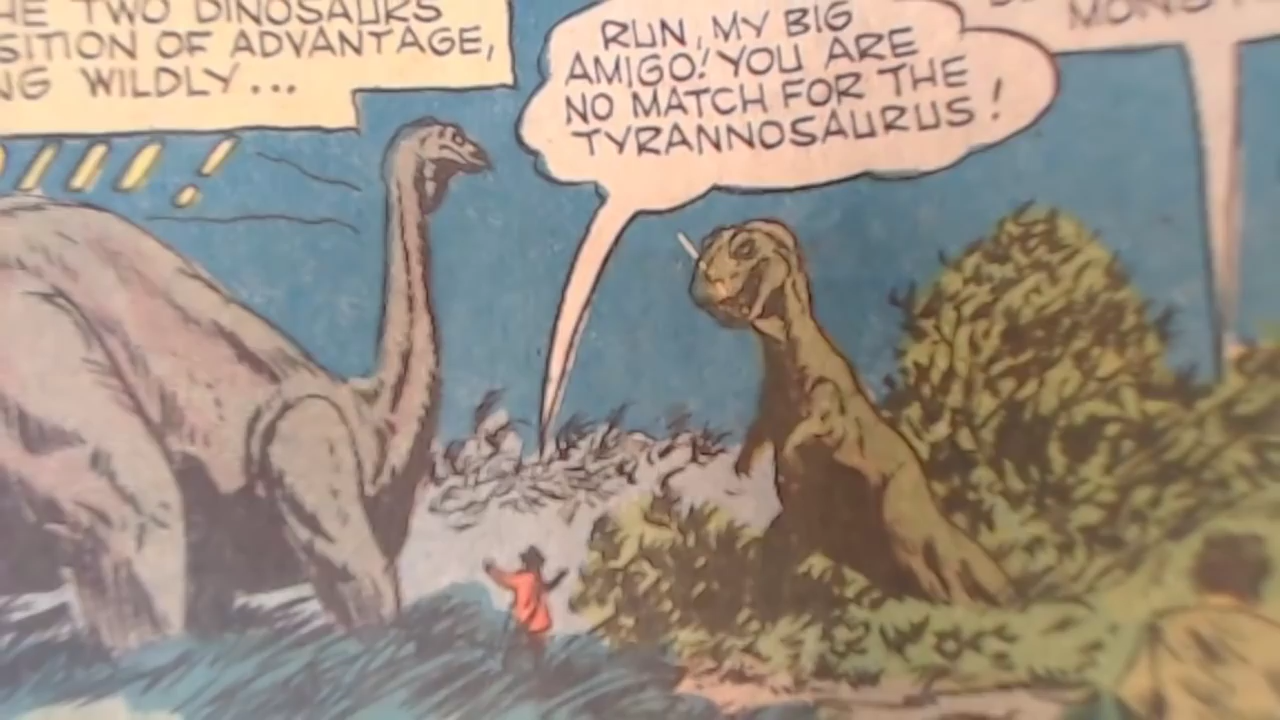 THE TWO DINOSAURS
SITION OF ADVANTAGE,
NG WILDLY...
RUN, MY BIG
AMIGO! YOU ARE
NO MATCH FOR THE
TYRANNOSAURUS!